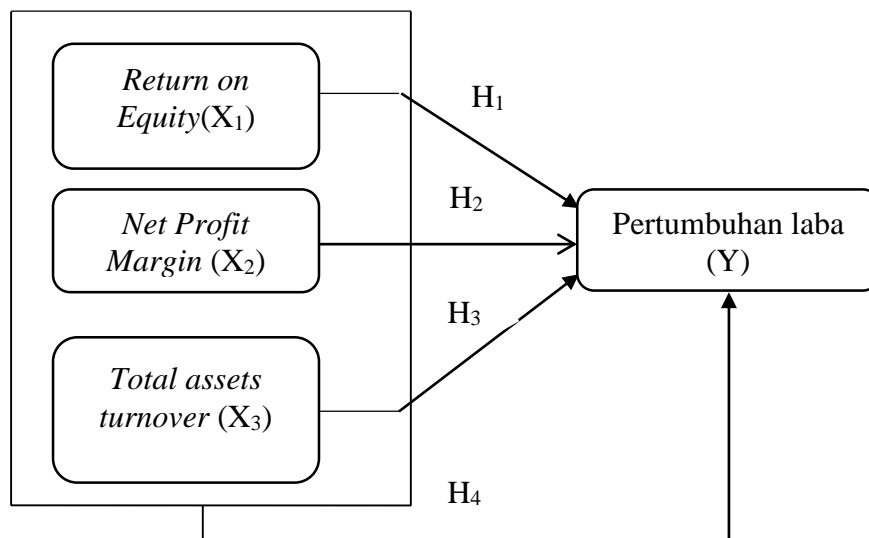 Return on
Equity(X₁)
H₁
Net Profit
Margin (X₂)
H₂
Pertumbuhan laba
(Y)
H₃
Total assets
turnover (X₃)
H₄